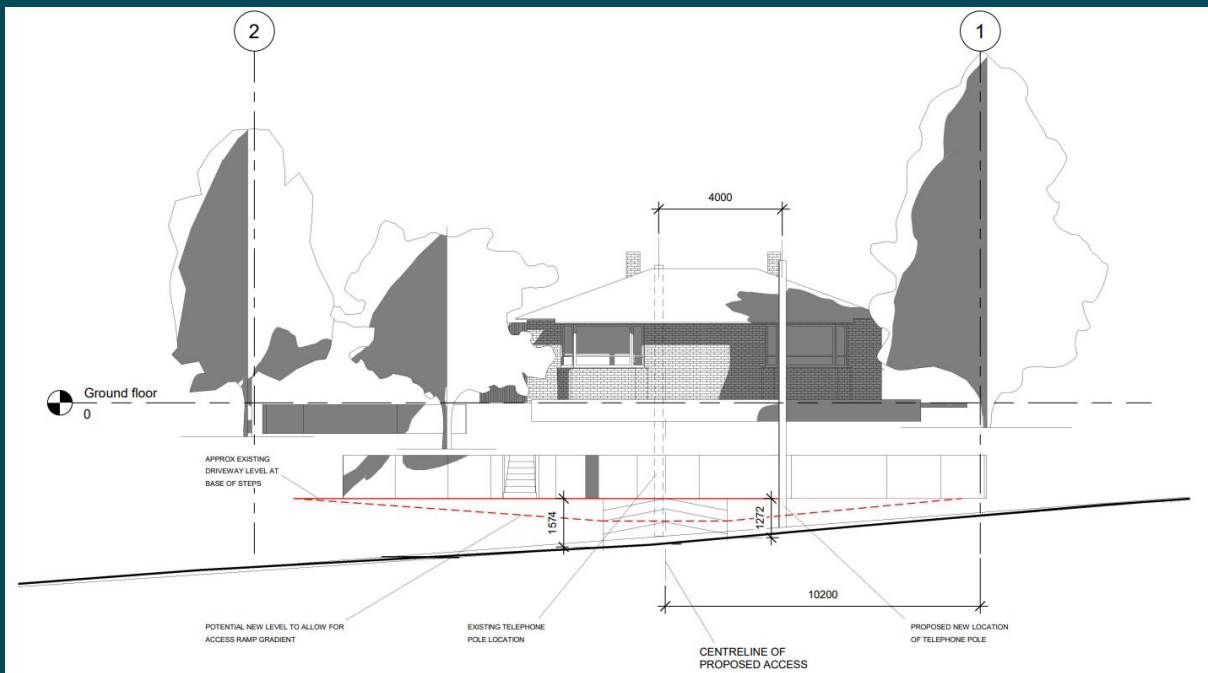 2
1
4000
Ground floor
0
APPROX EXISTING
DRIVEWAY LEVEL AT
BASE OF STEPS
1574
1272
10200
POTENTIAL NEW LEVEL TO ALLOW FOR
ACCESS RAMP GRADIENT
EXISTING TELEPHONE
POLE LOCATION
CENTRELINE OF
PROPOSED ACCESS
PROPOSED NEW LOCATION
OF TELEPHONE POLE